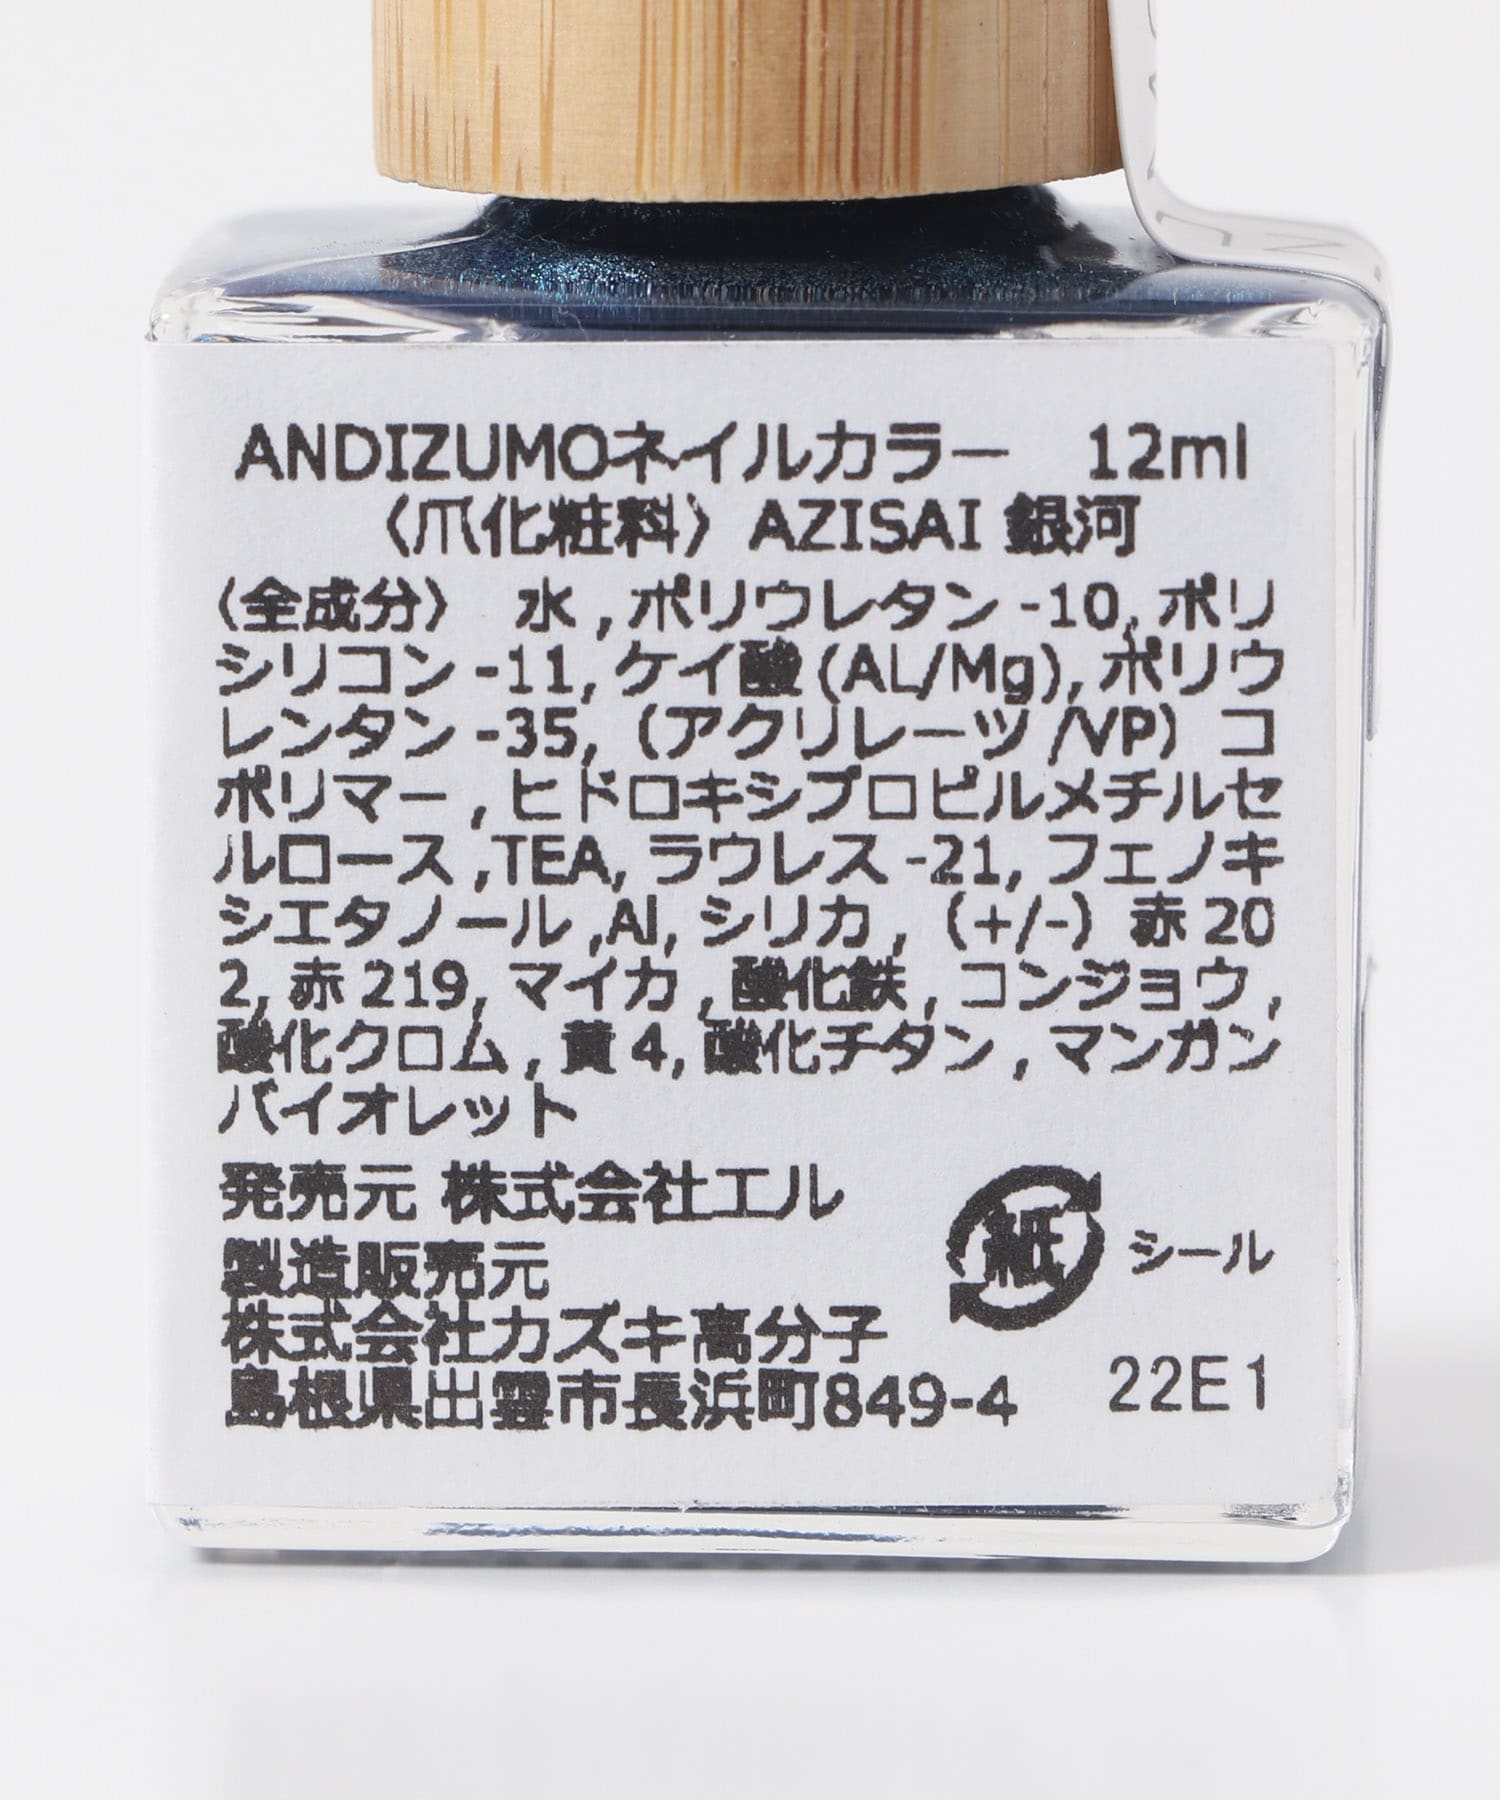 ANDIZUMOネイルカラー　12ml
〈爪化粧料〉AZISAI 銀河
〈全成分〉　水 , ポリウレタン -10, ポリ
シリコン -11, ケイ酸 (AL/Mg), ポリウ
レンタン -35, （アクリレーツ /VP）コ
ポリマー , ヒドロキシプロピルメチルセ
ルロース ,TEA, ラウレス -21, フェノキ
シエタノール ,Al, シリカ , （+/-）赤 20
2, 赤 219, マイカ , 酸化鉄 , コンジョウ ,
酸化クロム , 黄 4, 酸化チタン , マンガン
バイオレット
発売元 株式会社エル
紙 シール
製造販売元
株式会社カズキ高分子
島根県出雲市長浜町849-4
22E1